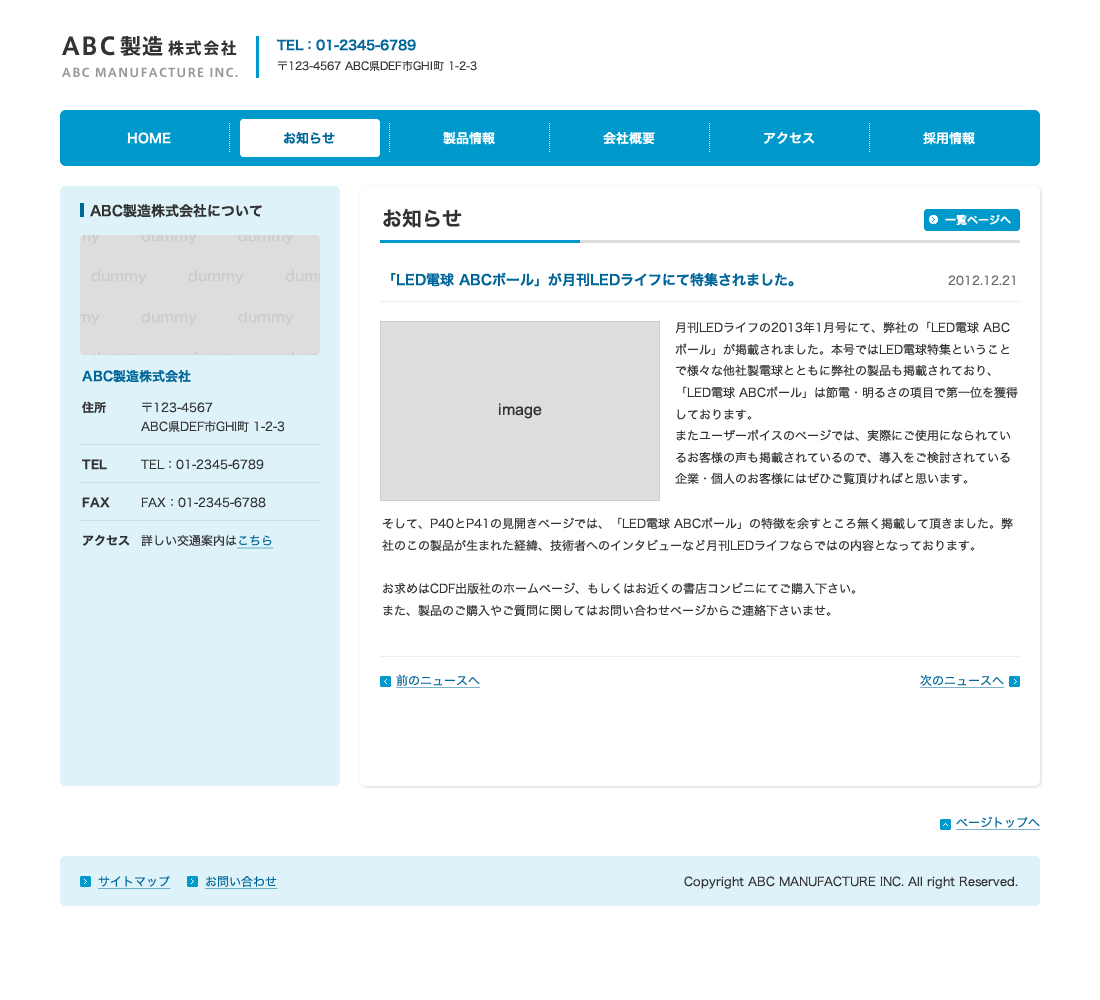 ABC 製造 株式会社
ABC MANUFACTURE INC.
TEL：01-2345-6789
〒123-4567 ABC県DEF市GHI町 1-2-3
HOME
お知らせ
製品情報
会社概要
アクセス
採用情報
ABC製造株式会社について
dummy dummy
dummy dummy dummy
dummy dummy
ABC製造株式会社
住所 〒123-4567
ABC県DEF市GHI町 1-2-3
TEL TEL：01-2345-6789
FAX FAX：01-2345-6788
アクセス 詳しい交通案内はこちら
お知らせ
一覧ページへ
「LED電球 ABCボール」が月刊LEDライフにて特集されました。 2012.12.21
image
月刊LEDライフの2013年1月号にて、弊社の「LED電球 ABC
ボール」が掲載されました。本号ではLED電球特集ということ
で様々な他社製電球とともに弊社の製品も掲載されており、
「LED電球 ABCボール」は節電・明るさの項目で第一位を獲得
しております。
またユーザーボイスのページでは、実際にご使用になられてい
るお客様の声も掲載されているので、導入をご検討されている
企業・個人のお客様にはぜひご覧頂ければと思います。
そして、P40とP41の見開きページでは、「LED電球 ABCボール」の特徴を余すところ無く掲載して頂きました。弊
社のこの製品が生まれた経緯、技術者へのインタビューなど月刊LEDライフならではの内容となっております。
お求めはCDF出版社のホームページ、もしくはお近くの書店コンビニにてご購入下さい。
また、製品のご購入やご質問に関してはお問い合わせページからご連絡下さいませ。
前のニュースへ
次のニュースへ
ページトップへ
サイトマップ
お問い合わせ
Copyright ABC MANUFACTURE INC. All right Reserved.